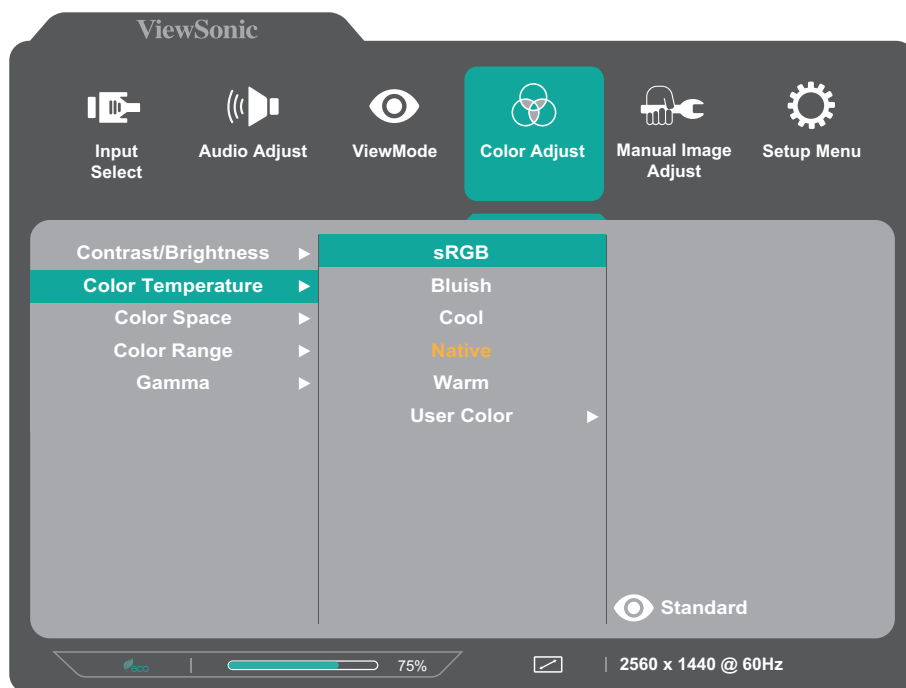 ViewSonic
Input
Select
Audio Adjust
ViewMode
Color Adjust
Manual Image
Adjust
Setup Menu
Contrast/Brightness
Color Temperature
Color Space
Color Range
Gamma
sRGB
Bluish
Cool
Native
Warm
User Color
Standard
eco
75%
2560 x 1440 @ 60Hz